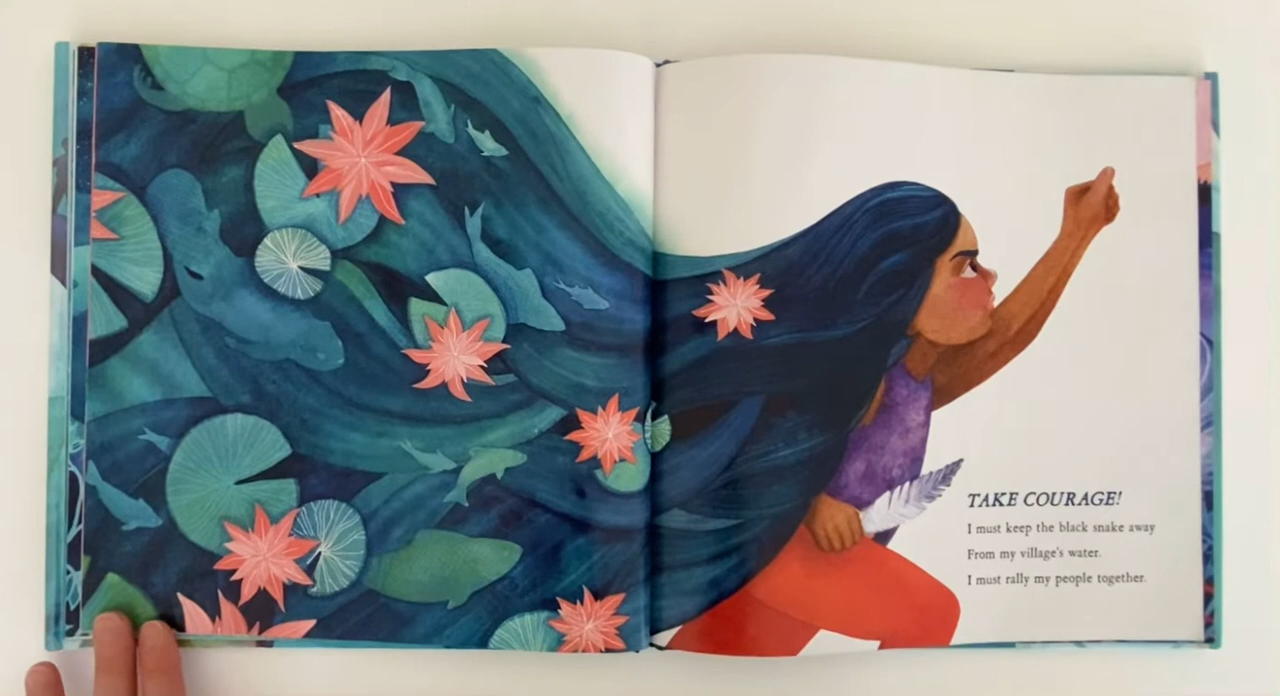 TAKE COURAGE!
I must keep the black snake away
From my village's water.
I must rally my people together.